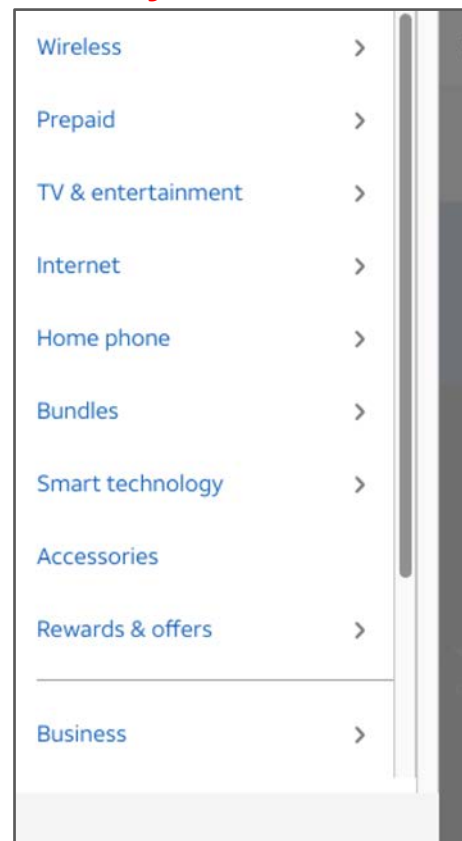 Wireless
Prepaid
TV & entertainment
Internet
Home phone
Bundles
Smart technology
Accessories
Rewards & offers
Business